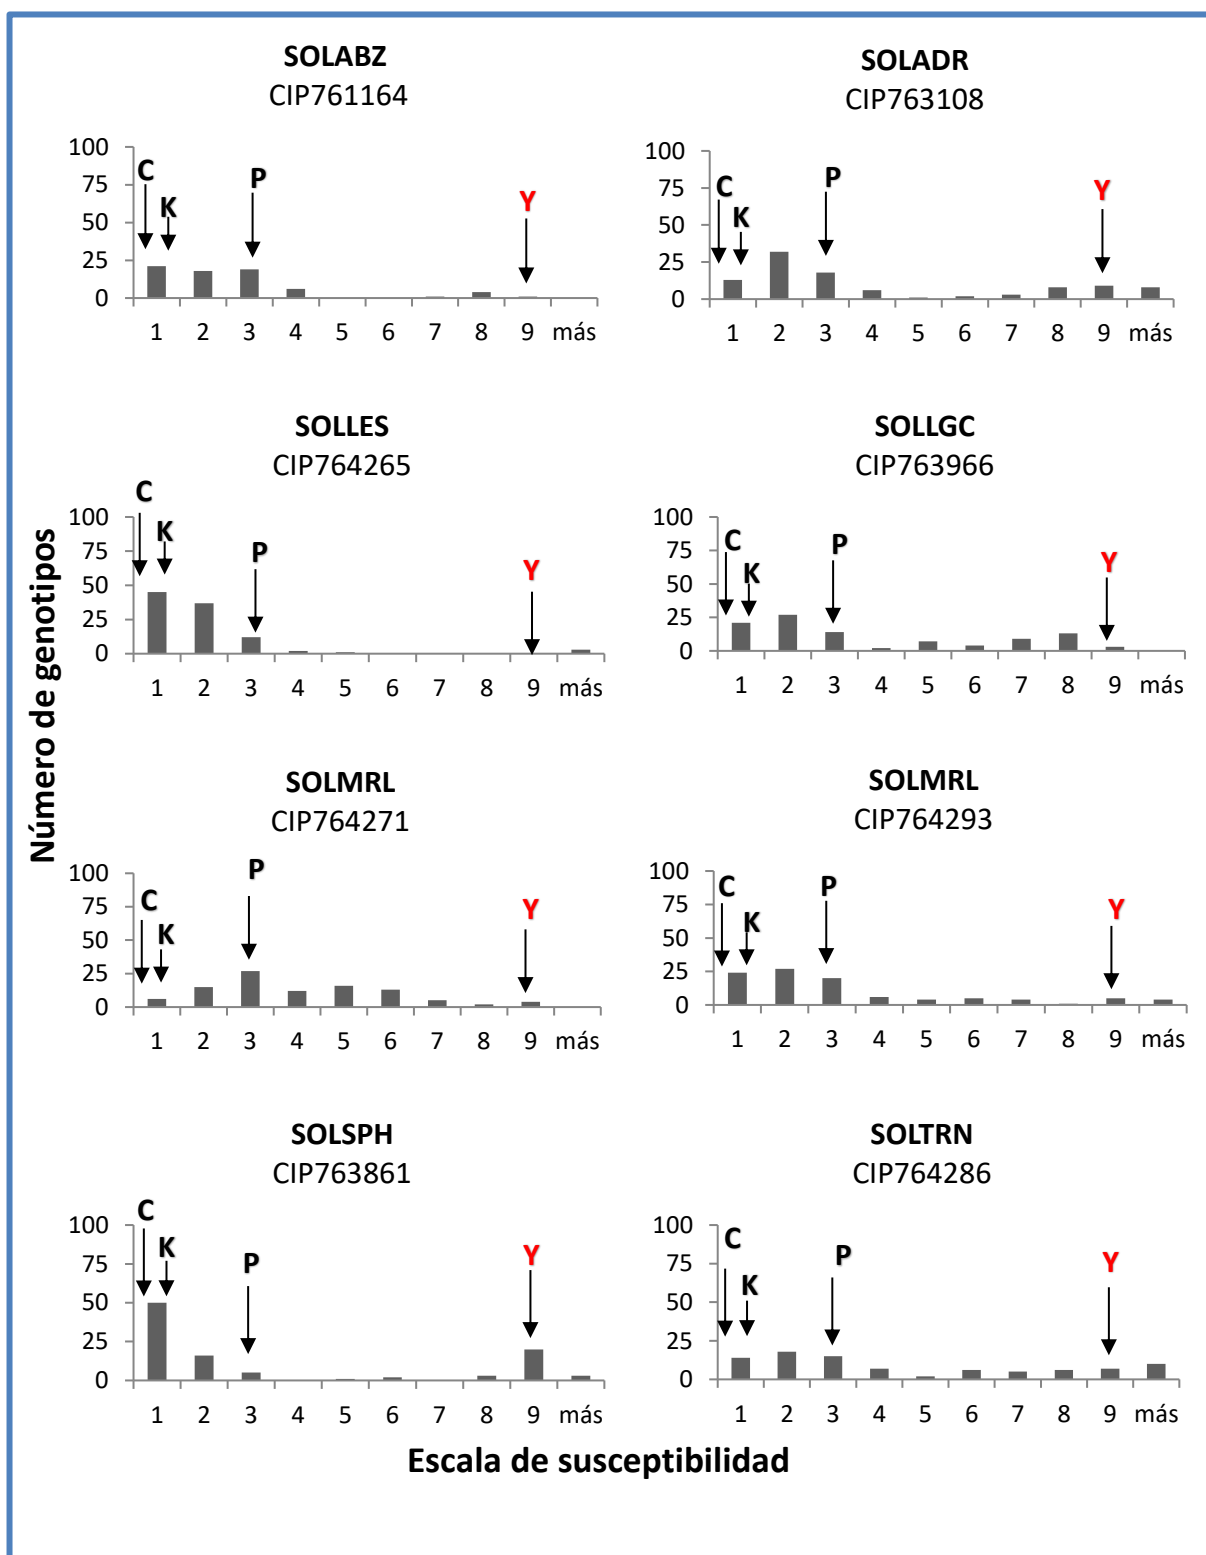 SOLABZ
CIP761164
100
75
50
25
0
C
K
P
Y
1 2 3 4 5 6 7 8 9 más
SOLADR
CIP763108
100
75
50
25
0
C
K
P
Y
1 2 3 4 5 6 7 8 9 más
SOLLES
CIP764265
100
75
50
25
0
C
K
P
Y
1 2 3 4 5 6 7 8 9 más
SOLLGC
CIP763966
100
75
50
25
0
C
K
P
Y
1 2 3 4 5 6 7 8 9 más
Número de genotipos
SOLMRL
CIP764271
100
75
50
25
0
C
K
P
Y
1 2 3 4 5 6 7 8 9 más
SOLMRL
CIP764293
100
75
50
25
0
C
K
P
Y
1 2 3 4 5 6 7 8 9 más
SOLSPH
CIP763861
100
75
50
25
0
C
K
P
Y
1 2 3 4 5 6 7 8 9 más
SOLTRN
CIP764286
100
75
50
25
0
C
K
P
Y
1 2 3 4 5 6 7 8 9 más
Escala de susceptibilidad